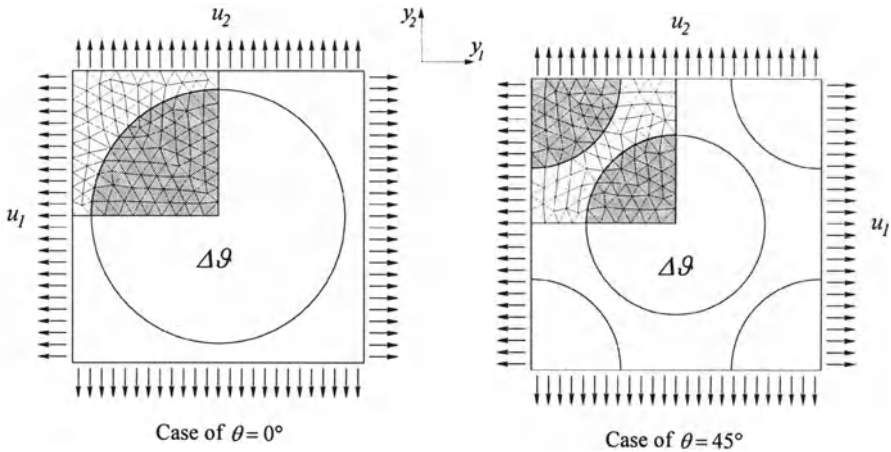 u₂
y₂
y₁
u₂
u₁
u₁
Δϑ
Δϑ
Case of θ=0°
Case of θ=45°